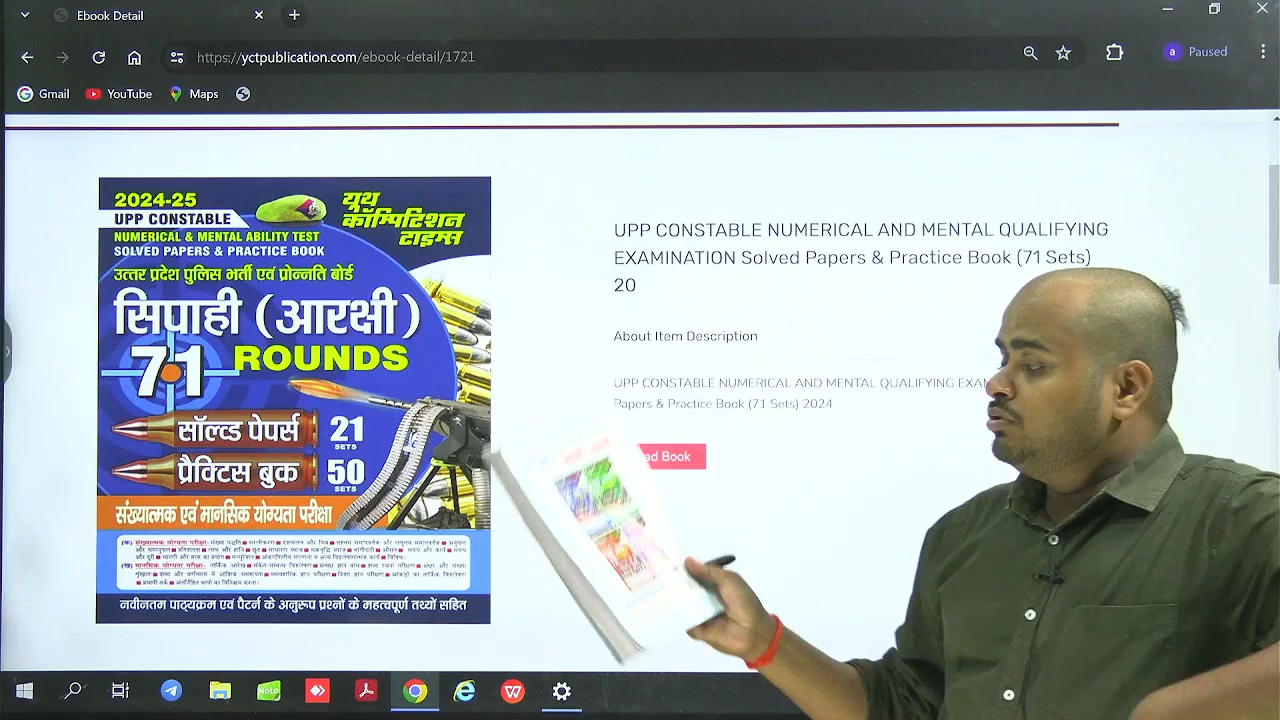 Ebook Detail
https://yctpublication.com/ebook-detail/1721
a Paused
Gmail YouTube Maps
2024-25
UPP CONSTABLE
NUMERICAL & MENTAL ABILITY TEST
SOLVED PAPERS & PRACTICE BOOK
यूथ
कॉम्पिटिशन
टाइम्स
उत्तर प्रदेश पुलिस भर्ती एवं प्रोन्नति बोर्ड
सिपाही (आरक्षी)
71 ROUNDS
सॉल्व्ड पेपर्स 21
SETS
प्रैक्टिस बुक 50
SETS
संख्यात्मक एवं मानसिक योग्यता परीक्षा
नवीनतम पाठ्यक्रम एवं पैटर्न के अनुरूप प्रश्नों के महत्वपूर्ण तथ्यों सहित
UPP CONSTABLE NUMERICAL AND MENTAL QUALIFYING
EXAMINATION Solved Papers & Practice Book (71 Sets)
20
About Item Description
UPP CONSTABLE NUMERICAL AND MENTAL QUALIFYING
Papers & Practice Book (71 Sets) 2024
Book